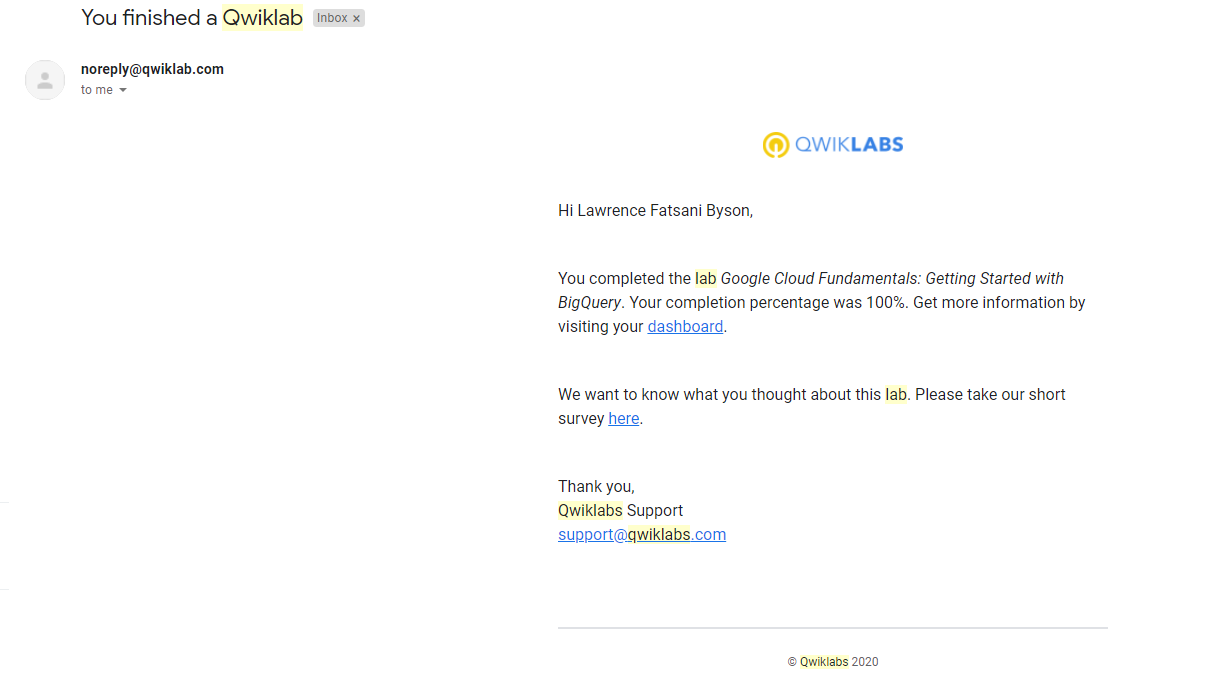 You finished a Qwiklab Inbox ×
noreply@qwiklab.com
to me
QWIKLABS
Hi Lawrence Fatsani Byson,
You completed the lab Google Cloud Fundamentals: Getting Started with
BigQuery. Your completion percentage was 100%. Get more information by
visiting your dashboard.
We want to know what you thought about this lab. Please take our short
survey here.
Thank you,
Qwiklabs Support
support@qwiklabs.com
© Qwiklabs 2020